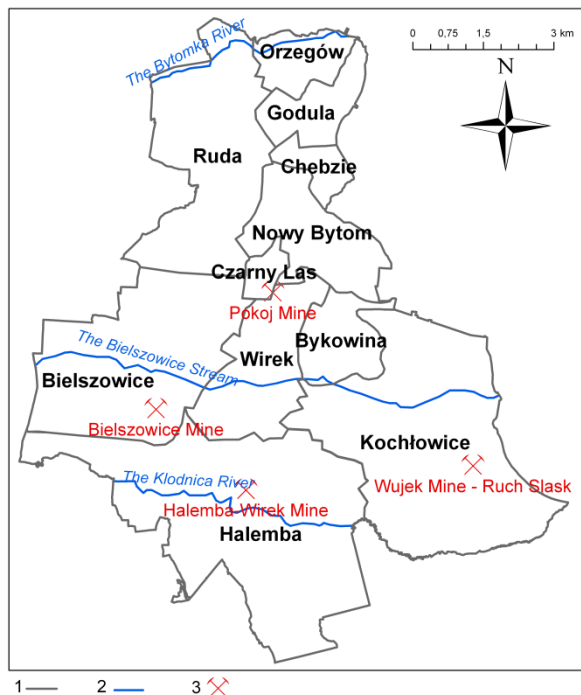 The Bytomka River
Orzegów
0 0,75 1,5 3 km
N
Godula
Ruda
Chebzie
Nowy Bytom
Czarny Las
Pokoj Mine
Bykowina
The Bielszowice Stream
Wirek
Bielszowice
Bielszowice Mine
Kochłowice
The Klodnica River
Wujek Mine - Ruch Slask
Halemba-Wirek Mine
Halemba
1 2 3